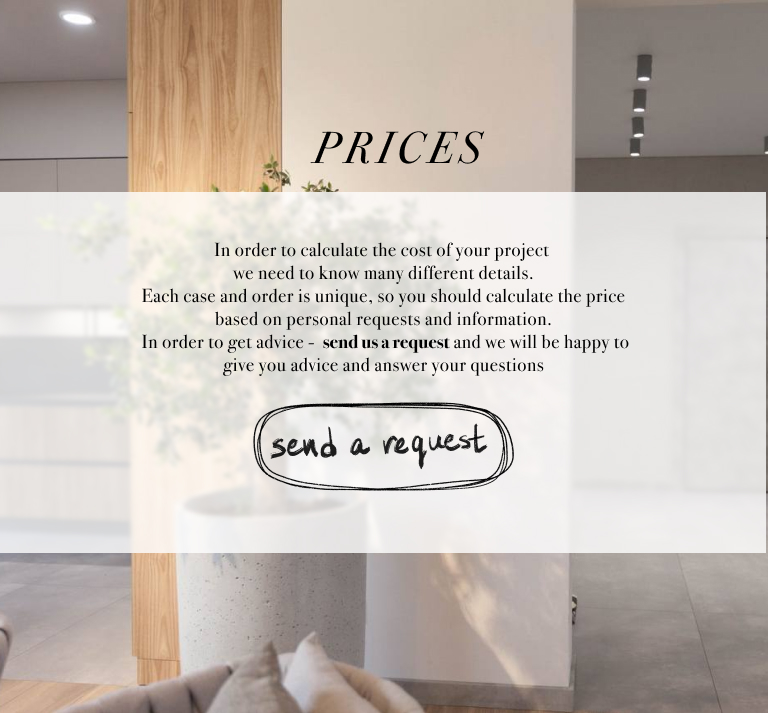 PRICES
In order to calculate the cost of your project
we need to know many different details.
Each case and order is unique, so you should calculate the price
based on personal requests and information.
In order to get advice - send us a request and we will be happy to
give you advice and answer your questions
send a request